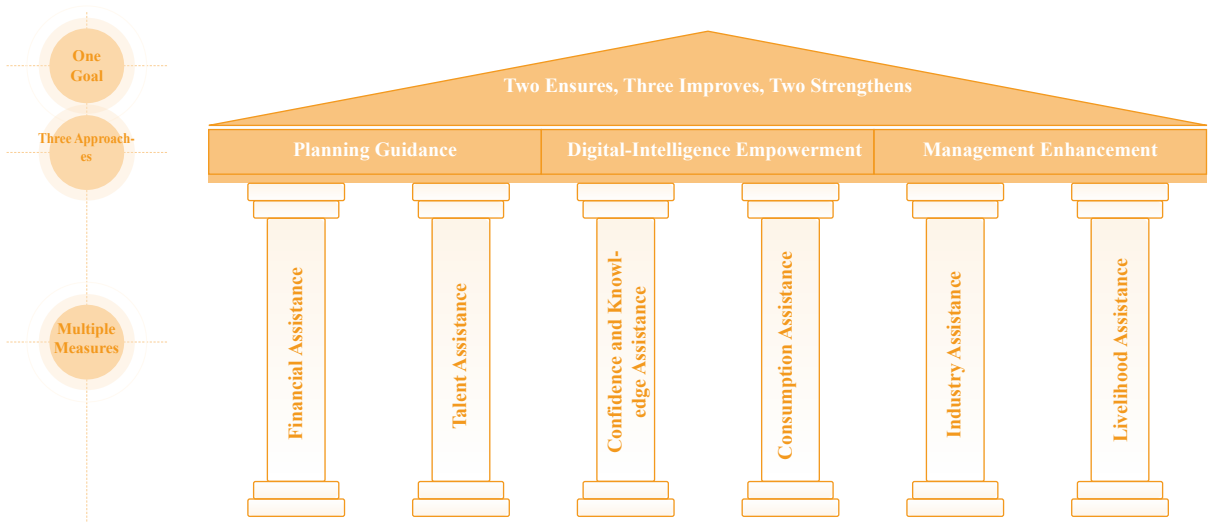 One
Goal
Two Ensures, Three Improves, Two Strengthens
Three Approach-
es
Planning Guidance
Digital-Intelligence Empowerment
Management Enhancement
Multiple
Measures
Financial Assistance
Talent Assistance
Confidence and Knowl-
edge Assistance
Consumption Assistance
Industry Assistance
Livelihood Assistance